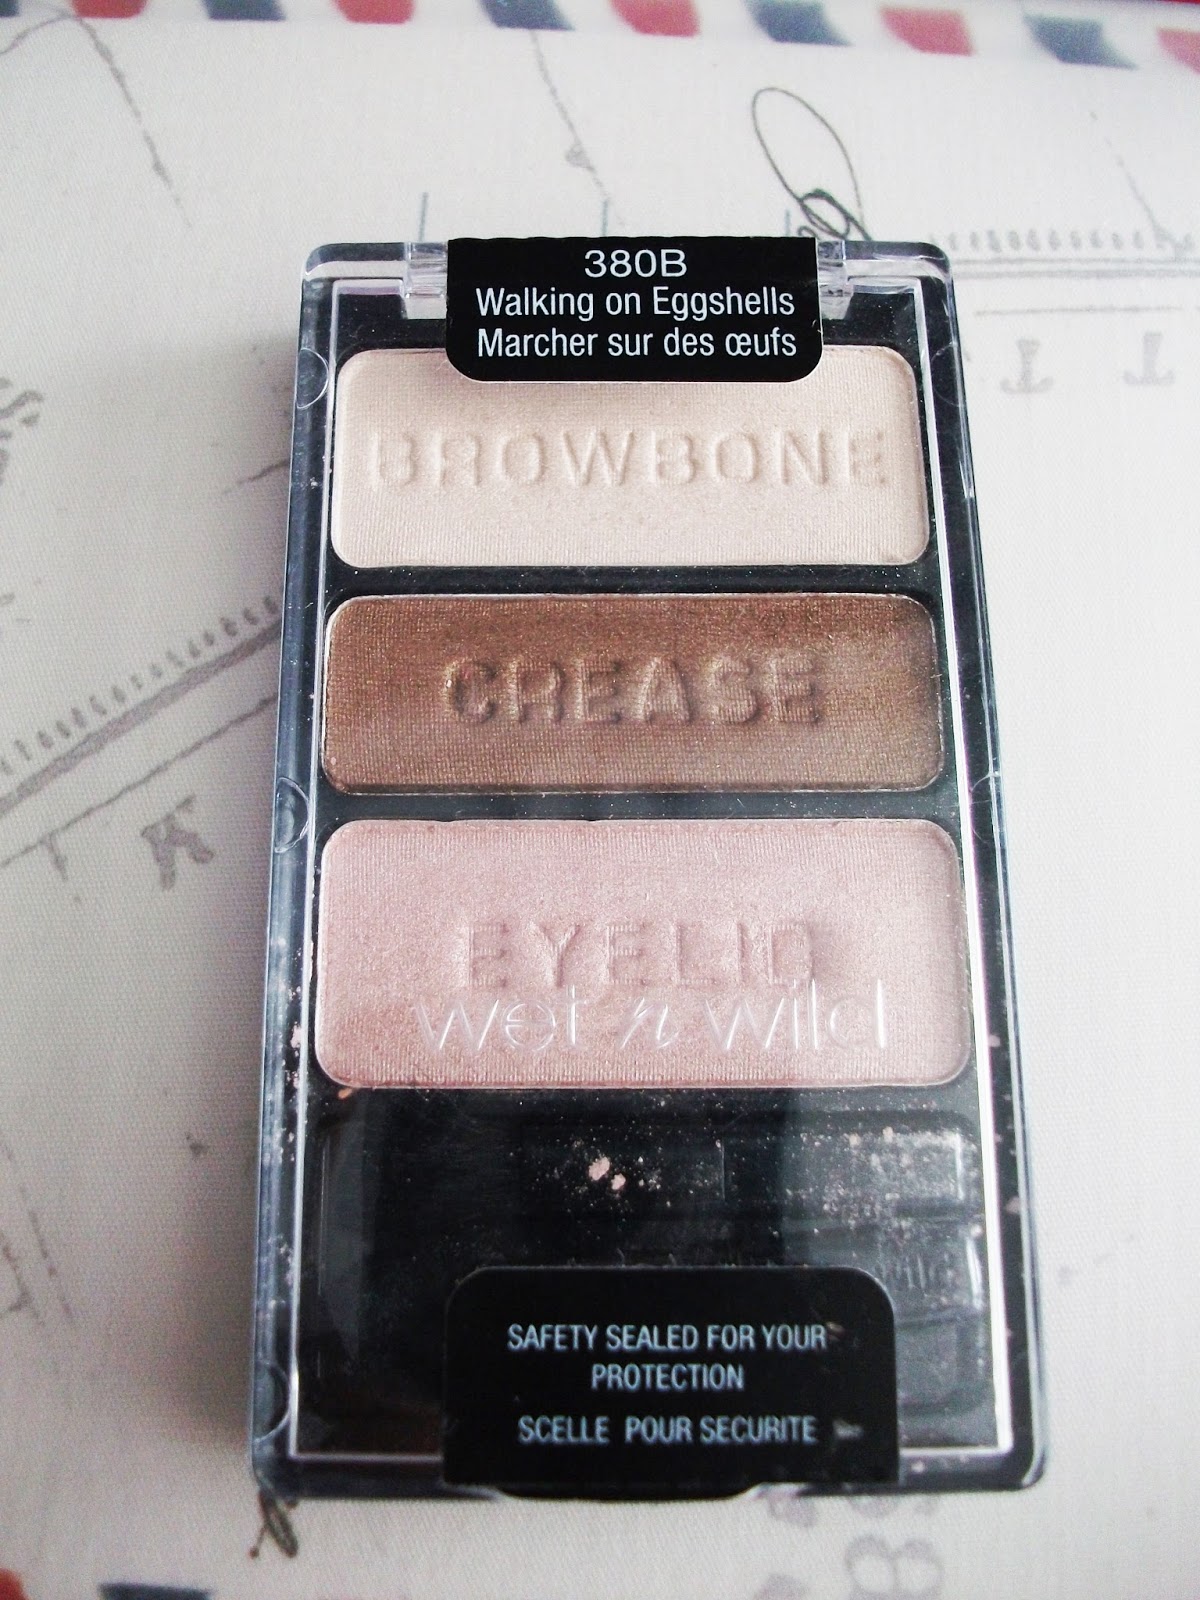 380B
Walking on Eggshells
Marcher sur des œufs
BROWBONE
CREASE
EYELID
wet n wild
SAFETY SEALED FOR YOUR
PROTECTION
SCELLE POUR SECURITE